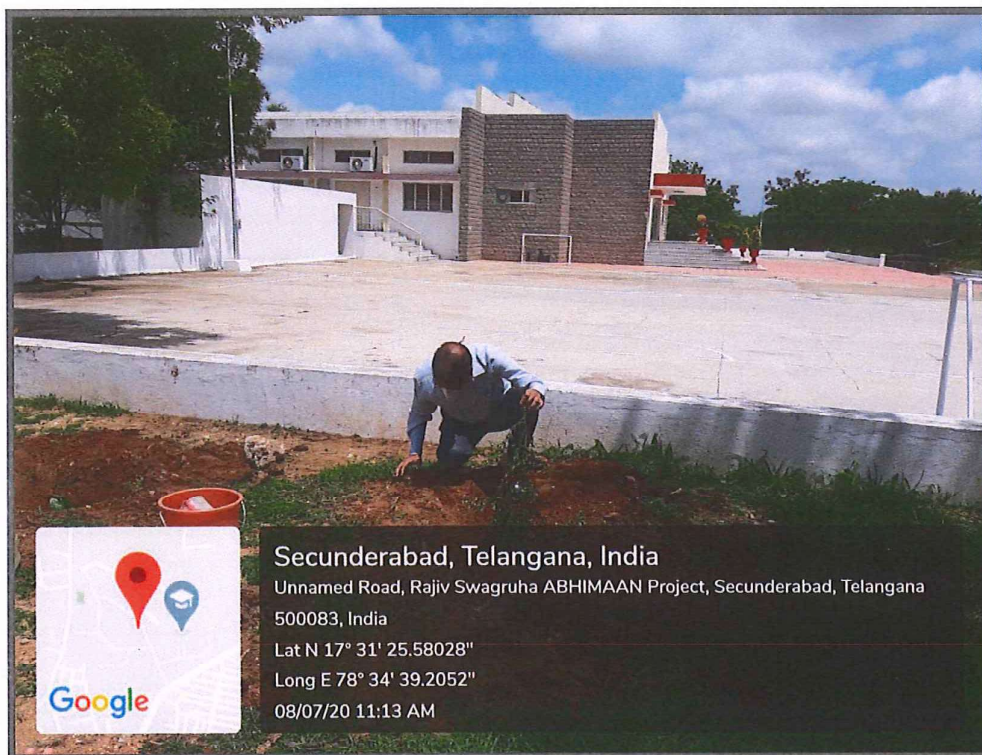 Secunderabad, Telangana, India
Unnamed Road, Rajiv Swagruha ABHIMAAN Project, Secunderabad, Telangana
500083, India
Lat N 17° 31' 25.58028"
Long E 78° 34' 39.2052"
08/07/20 11:13 AM
Google